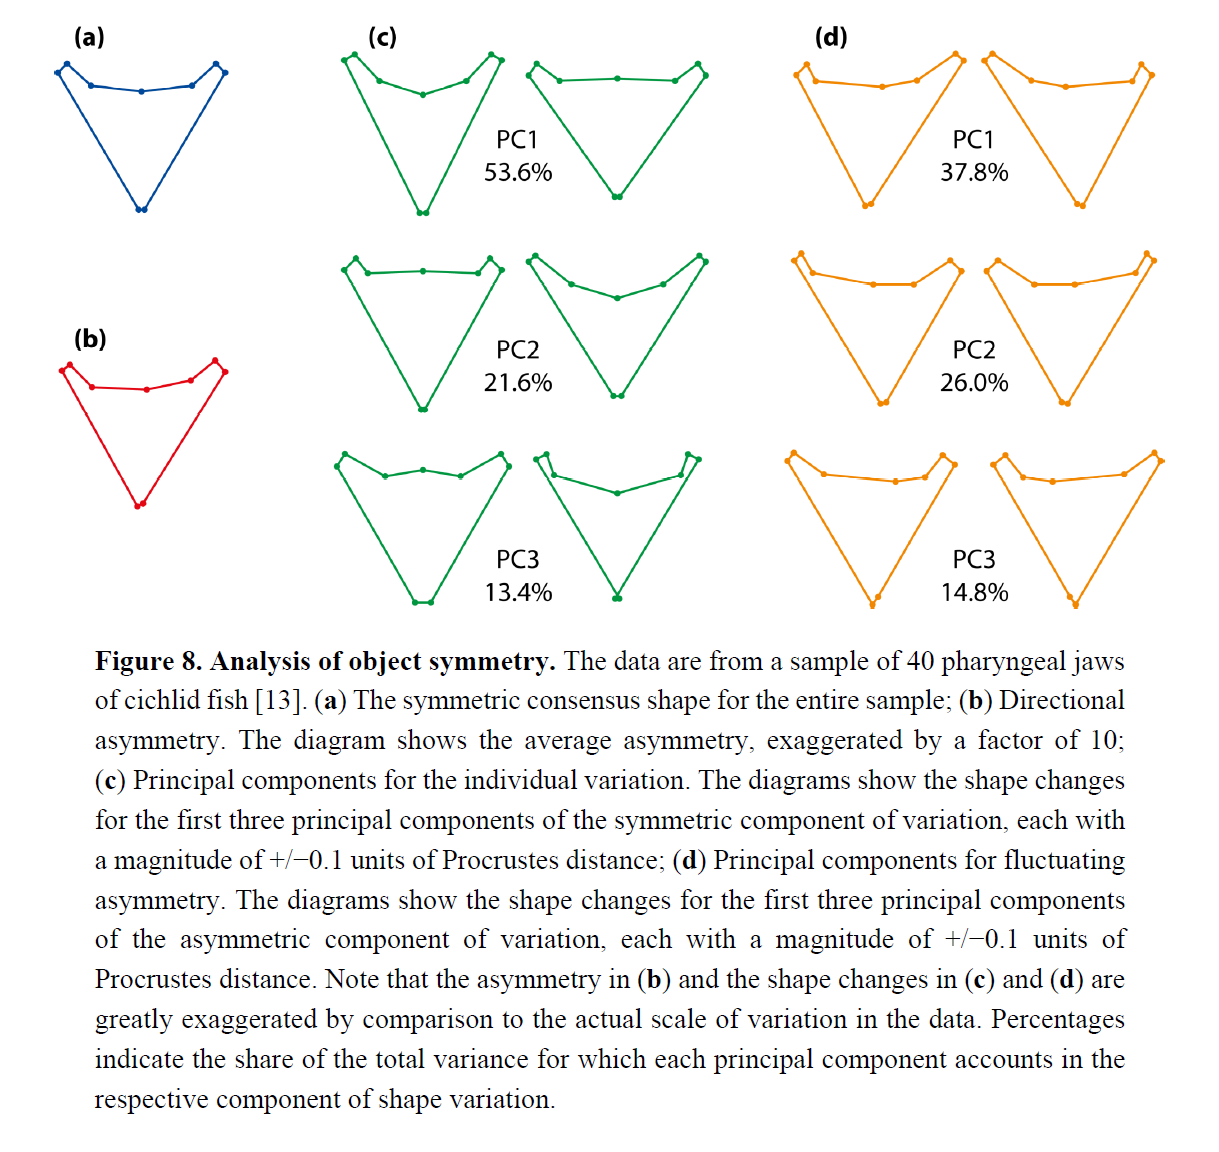 (a)
(c)
(d)
PC1
53.6%
PC1
37.8%
(b)
PC2
21.6%
PC2
26.0%
PC3
13.4%
PC3
14.8%
Figure 8. Analysis of object symmetry. The data are from a sample of 40 pharyngeal jaws
of cichlid fish [13]. (a) The symmetric consensus shape for the entire sample; (b) Directional
asymmetry. The diagram shows the average asymmetry, exaggerated by a factor of 10;
(c) Principal components for the individual variation. The diagrams show the shape changes
for the first three principal components of the symmetric component of variation, each with
a magnitude of +/−0.1 units of Procrustes distance; (d) Principal components for fluctuating
asymmetry. The diagrams show the shape changes for the first three principal components
of the asymmetric component of variation, each with a magnitude of +/−0.1 units of
Procrustes distance. Note that the asymmetry in (b) and the shape changes in (c) and (d) are
greatly exaggerated by comparison to the actual scale of variation in the data. Percentages
indicate the share of the total variance for which each principal component accounts in the
respective component of shape variation.